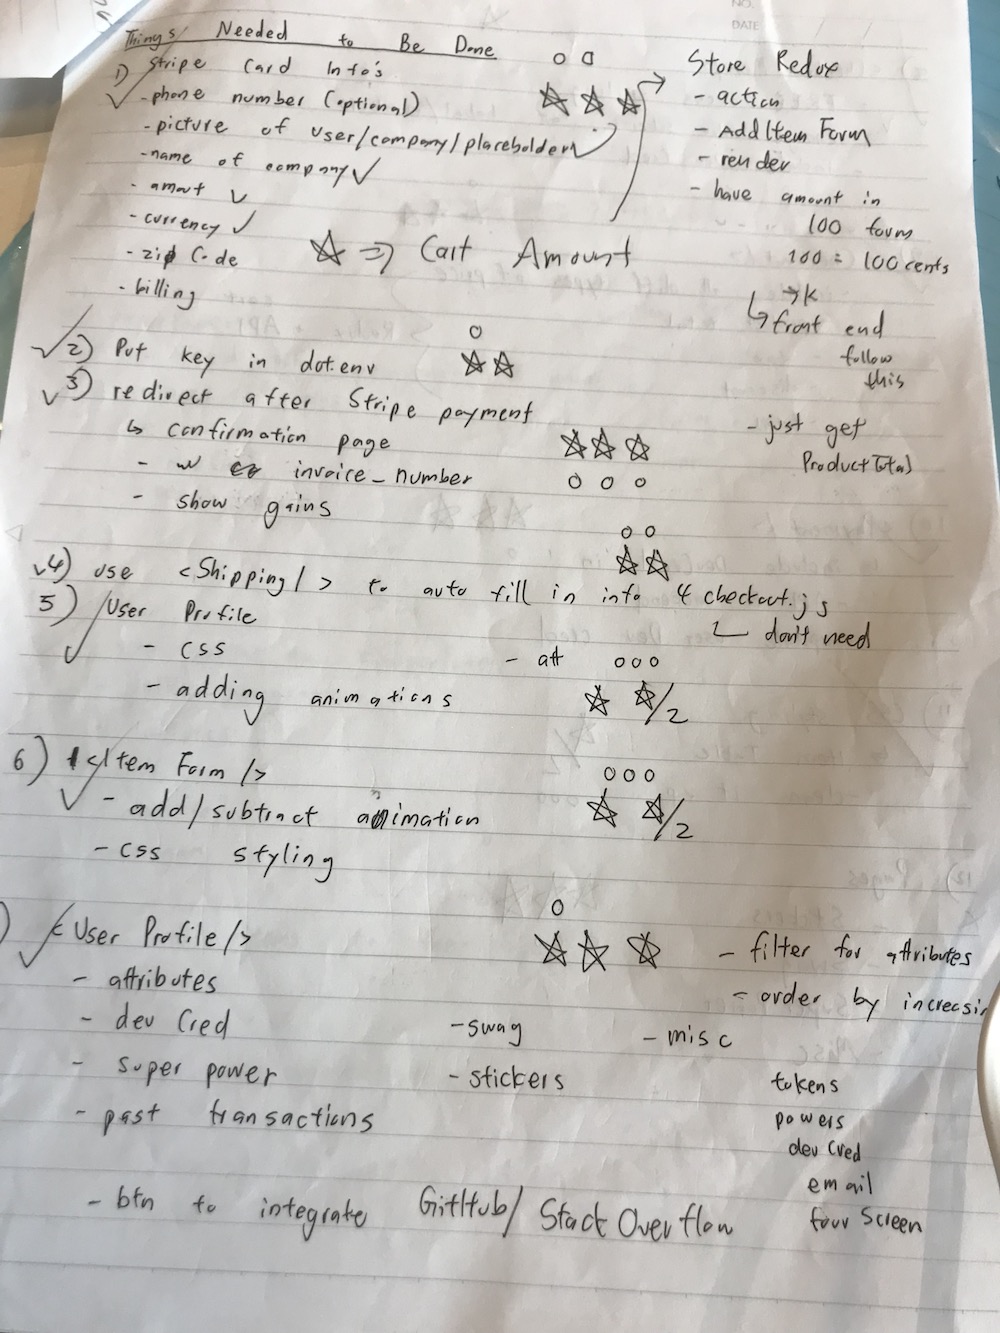 NO.
DATE
Things Needed to Be Done
1) Stripe Card Info's
- phone number (optional)
- picture of user/company/placeholder
- name of company
- amout
- currency
- zip Code
- billing
⇒ Cart Amount
Store Redux
- action
- Add Item Form
- render
- have amount in
100 form
100 = 100 cents
→ k
↳ front end
follow
this
- just get
Product Total
2) Put key in dot.env
3) redirect after Stripe payment
↳ confirmation page
- w invoice_number
- show gains
4) use <Shipping/> to auto fill in info 4 checkout.js
don't need
5) User Profile
- CSS
- att
- adding animations
/2
6) <Item Form/>
- add/subtract animation
/2
- CSS styling
) <User Profile/>
- attributes
- dev Cred
- super power
- past transactions
- swag
- stickers
- filter for attributes
- order by increasin
- misc
tokens
powers
dev Cred
email
four Screen
- btn to integrate GitHub/Stack Overflow